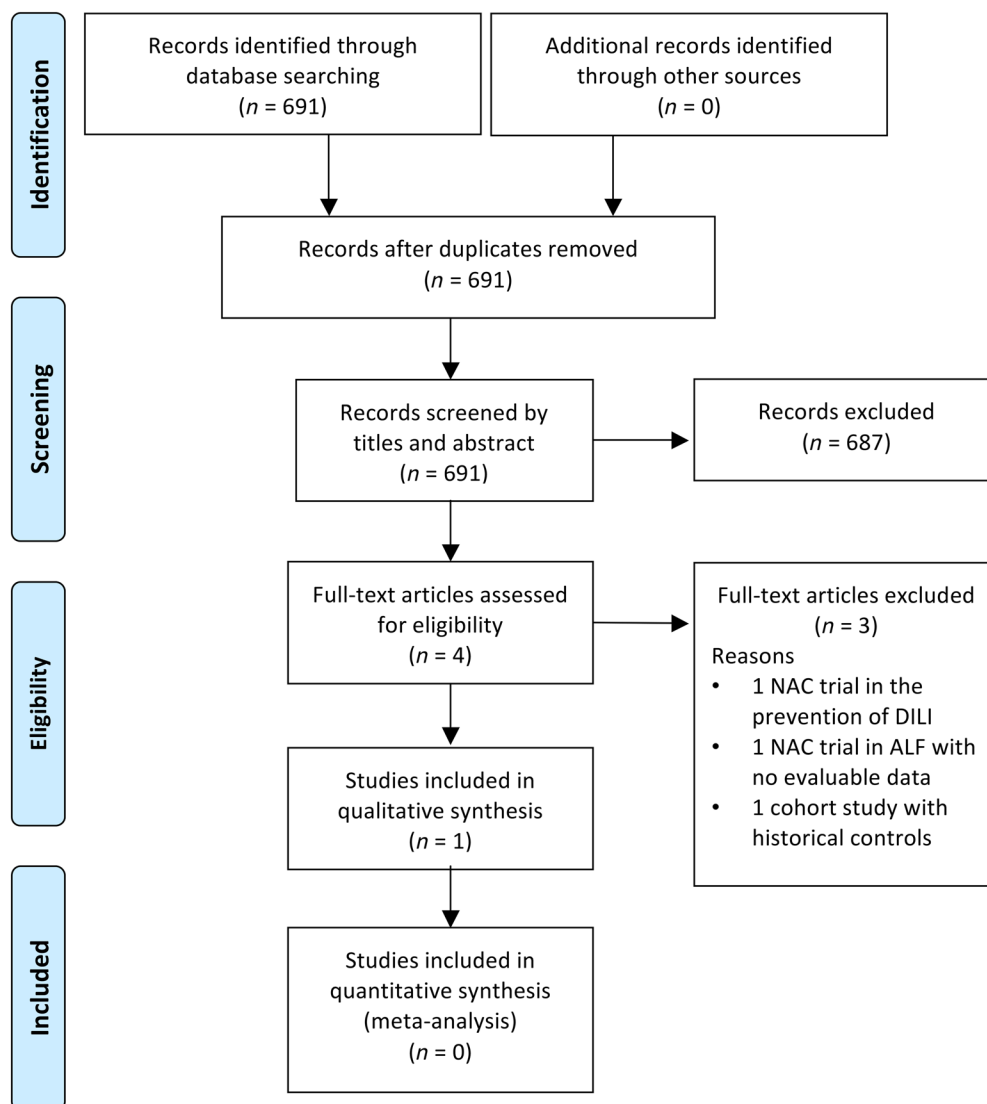 Identification
Records identified through
database searching
(n = 691)
Additional records identified
through other sources
(n = 0)
Records after duplicates removed
(n = 691)
Screening
Records screened by
titles and abstract
(n = 691)
Records excluded
(n = 687)
Eligibility
Full-text articles assessed
for eligibility
(n = 4)
Full-text articles excluded
(n = 3)
Reasons
• 1 NAC trial in the
prevention of DILI
• 1 NAC trial in ALF with
no evaluable data
• 1 cohort study with
historical controls
Studies included in
qualitative synthesis
(n = 1)
Included
Studies included in
quantitative synthesis
(meta-analysis)
(n = 0)